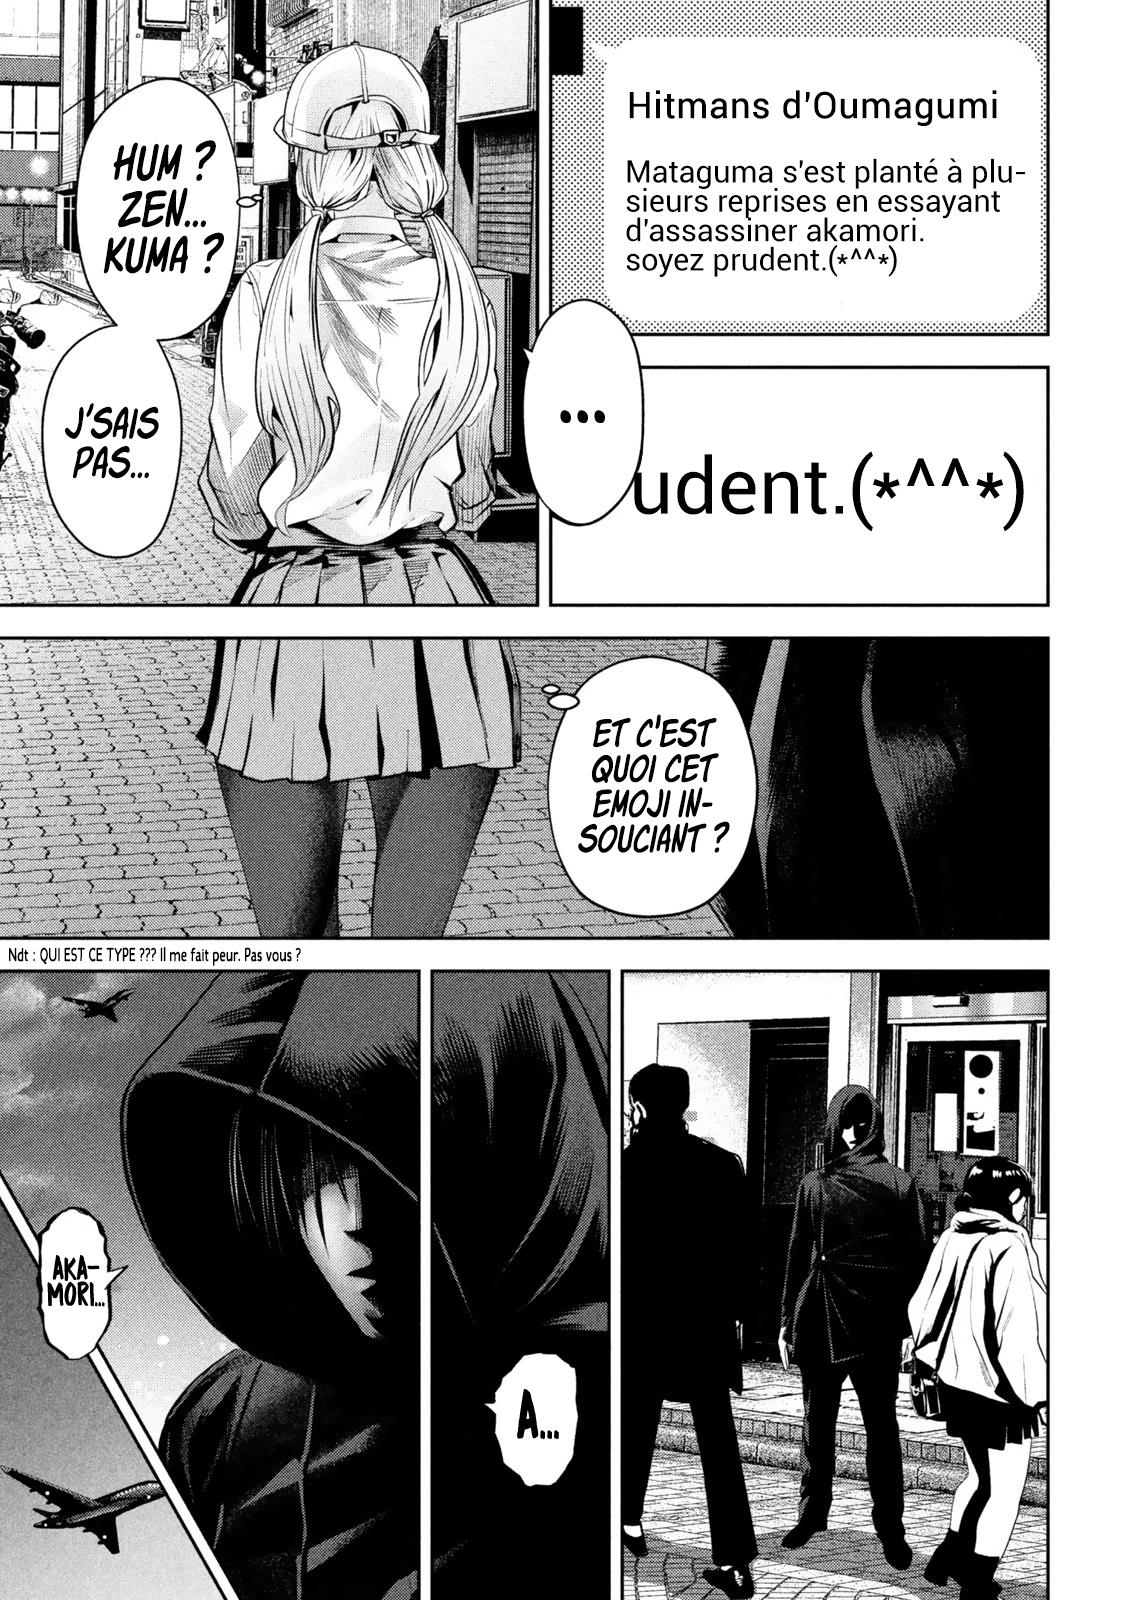 Hitmans d'Oumagumi
Mataguma s'est planté à plu-
sieurs reprises en essayant
d'assassiner akamori.
soyez prudent.(*^^*)
...
udent.(*^^*)
HUM ?
ZEN...
KUMA ?
J'SAIS
PAS...
ET C'EST
QUOI CET
EMOJI IN-
SOUCIANT ?
Ndt : QUI EST CE TYPE ??? Il me fait peur. Pas vous ?
A...
AKA-
MORI...